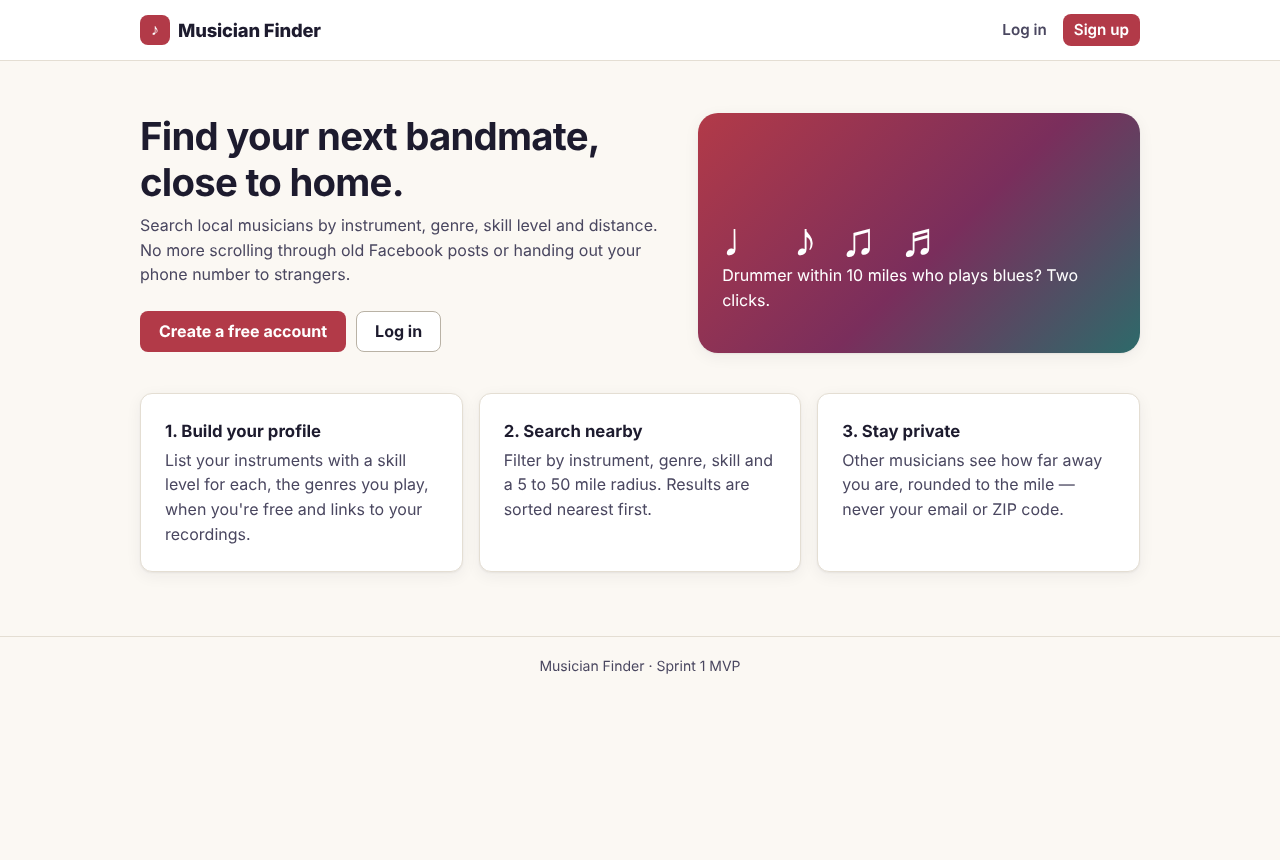 ♪ Musician Finder
Log in
Sign up
Find your next bandmate,
close to home.
Search local musicians by instrument, genre, skill level and distance.
No more scrolling through old Facebook posts or handing out your
phone number to strangers.
Create a free account
Log in
♩ ♪ ♫ ♬
Drummer within 10 miles who plays blues? Two
clicks.
1. Build your profile
List your instruments with a skill
level for each, the genres you play,
when you're free and links to your
recordings.
2. Search nearby
Filter by instrument, genre, skill and
a 5 to 50 mile radius. Results are
sorted nearest first.
3. Stay private
Other musicians see how far away
you are, rounded to the mile —
never your email or ZIP code.
Musician Finder · Sprint 1 MVP